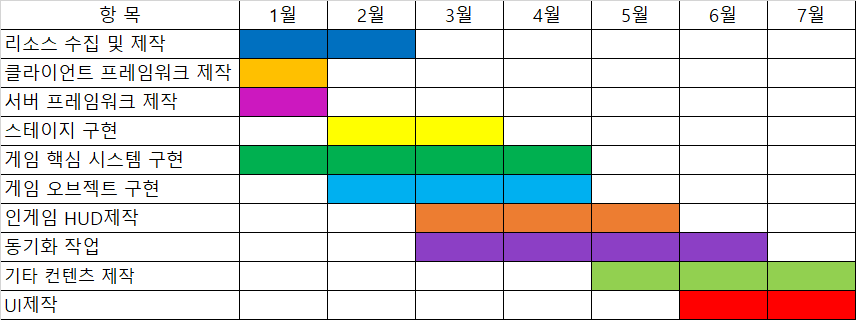 항 목 1월 2월 3월 4월 5월 6월 7월
리소스 수집 및 제작
클라이언트 프레임워크 제작
서버 프레임워크 제작
스테이지 구현
게임 핵심 시스템 구현
게임 오브젝트 구현
인게임 HUD제작
동기화 작업
기타 컨텐츠 제작
UI제작